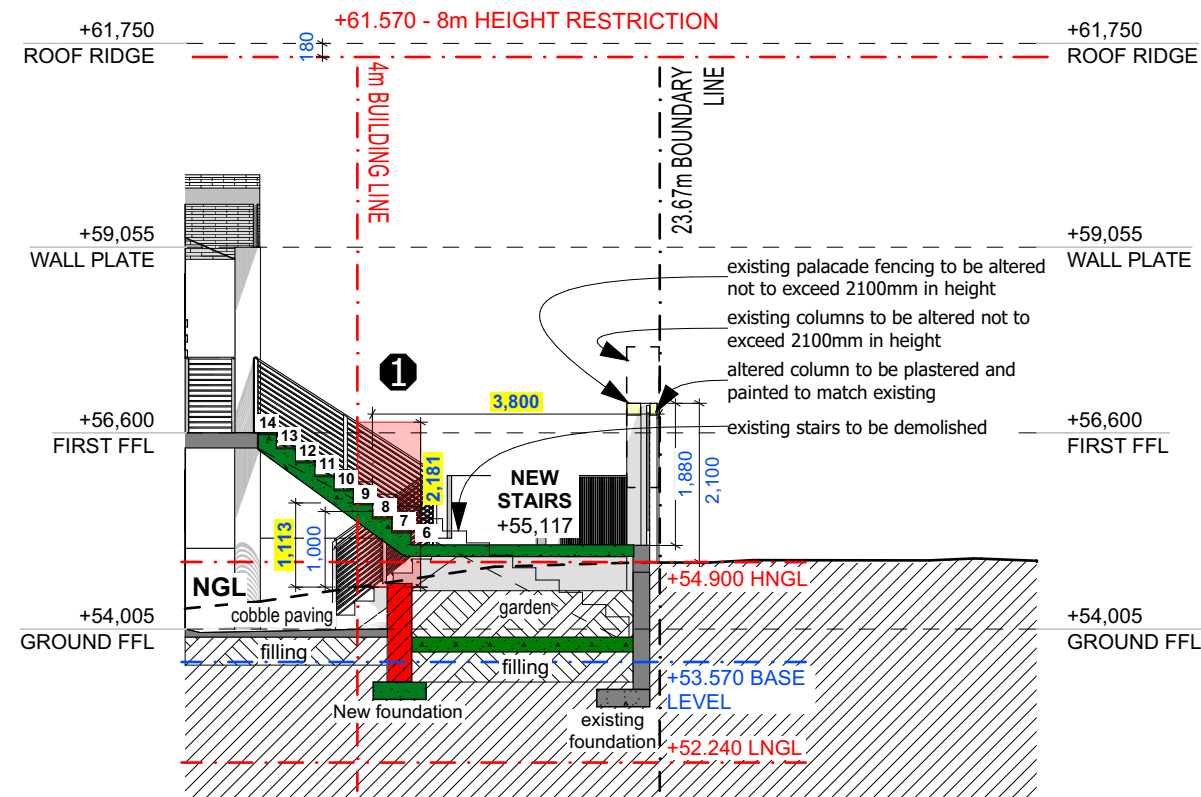 +61.570 - 8m HEIGHT RESTRICTION
+61,750
ROOF RIDGE
180
+61,750
ROOF RIDGE
4m BUILDING LINE
23.67m BOUNDARY
LINE
+59,055
WALL PLATE
+59,055
WALL PLATE
existing palacade fencing to be altered
not to exceed 2100mm in height
existing columns to be altered not to
exceed 2100mm in height
altered column to be plastered and
painted to match existing
existing stairs to be demolished
1
3,800
+56,600
FIRST FFL
+56,600
FIRST FFL
14
13
12
11
10
9
8
7
6
2,181
1,880
2,100
NEW
STAIRS
+55,117
1,113
1,000
NGL
+54.900 HNGL
cobble paving
garden
+54,005
GROUND FFL
+54,005
GROUND FFL
filling
filling
+53.570 BASE
LEVEL
New foundation
existing
foundation
+52.240 LNGL